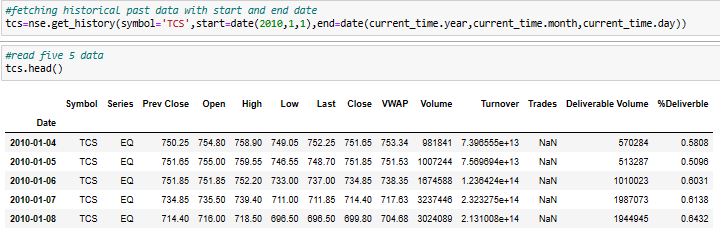 #fetching historical past data with start and end date
tcs=nse.get_history(symbol='TCS',start=date(2010,1,1),end=date(current_time.year,current_time.month,current_time.day))
#read five 5 data
tcs.head()
Symbol Series Prev Close Open High Low Last Close VWAP Volume Turnover Trades Deliverable Volume %Deliverble
Date
2010-01-04 TCS EQ 750.25 754.80 758.90 749.05 752.25 751.65 753.34 981841 7.396555e+13 NaN 570284 0.5808
2010-01-05 TCS EQ 751.65 755.00 759.55 746.55 748.70 751.85 751.53 1007244 7.569694e+13 NaN 513287 0.5096
2010-01-06 TCS EQ 751.85 751.85 752.20 733.00 737.00 734.85 738.35 1674588 1.236424e+14 NaN 1010023 0.6031
2010-01-07 TCS EQ 734.85 735.50 739.40 711.00 711.85 714.40 717.63 3237446 2.323275e+14 NaN 1987073 0.6138
2010-01-08 TCS EQ 714.40 716.00 718.50 696.50 696.50 699.80 704.68 3024089 2.131008e+14 NaN 1944945 0.6432